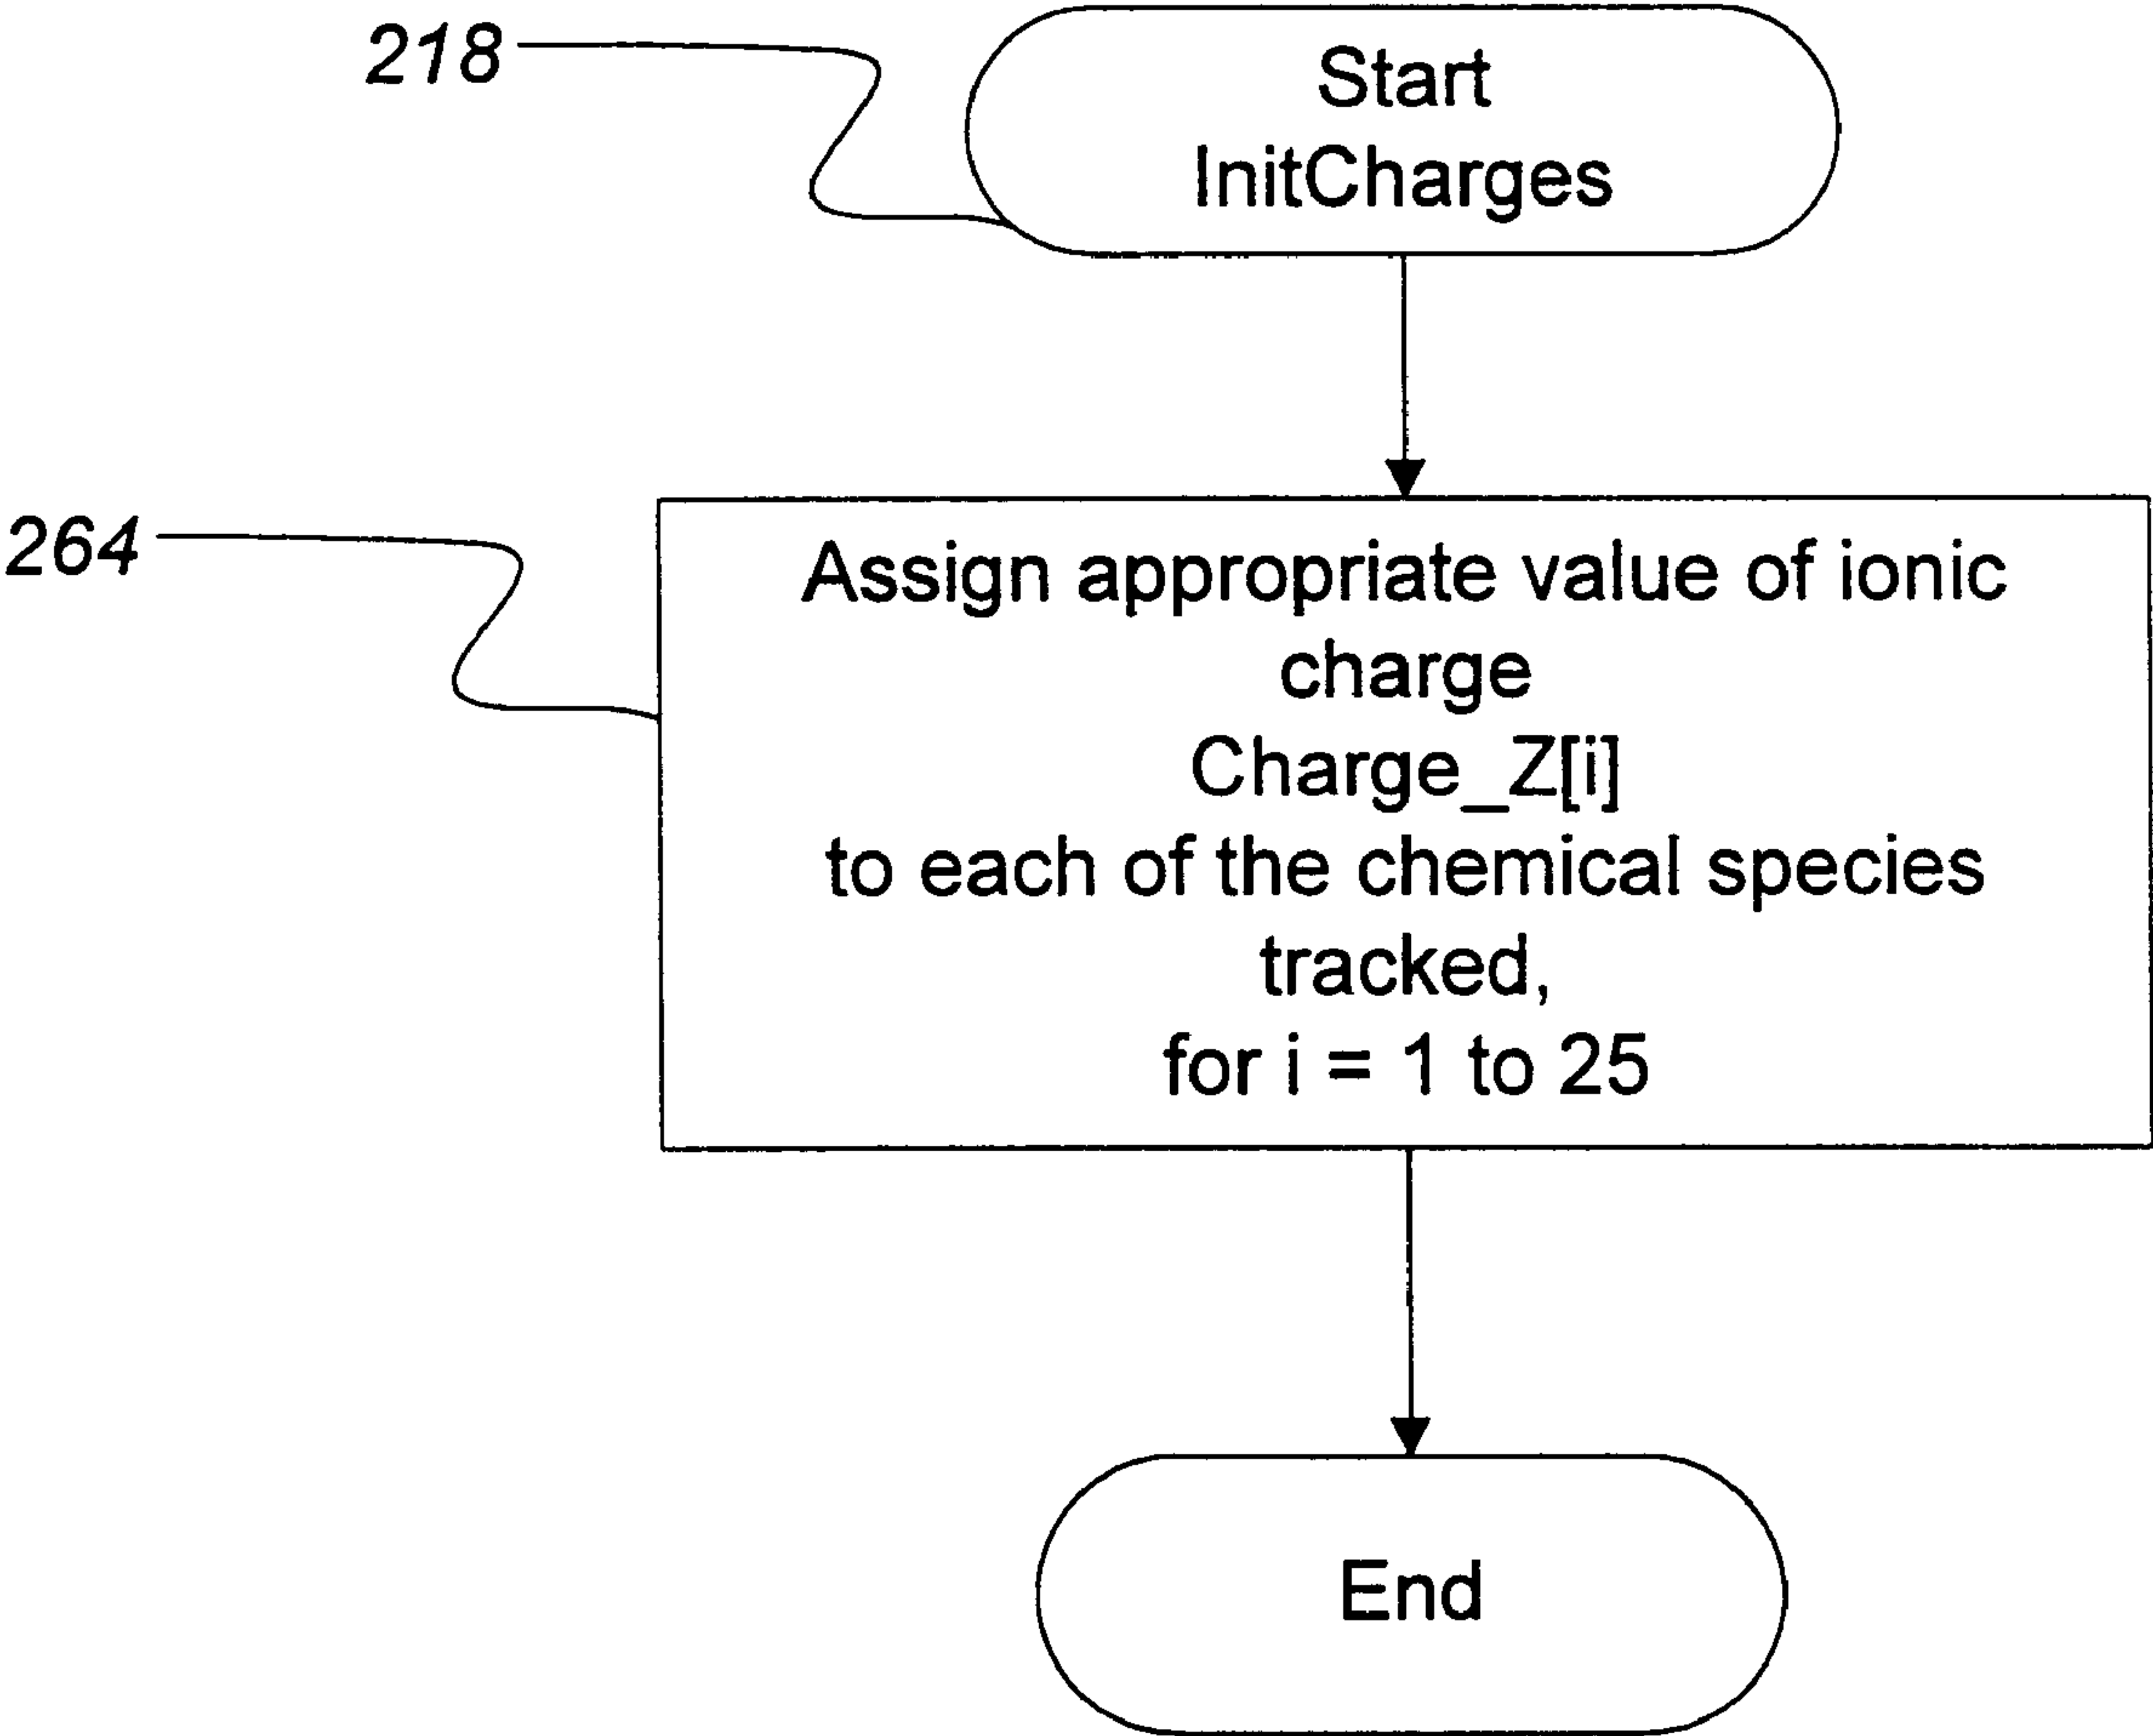 218
Start
InitCharges
264
Assign appropriate value of ionic
charge
Charge_Z[i]
to each of the chemical species
tracked,
for i = 1 to 25
End